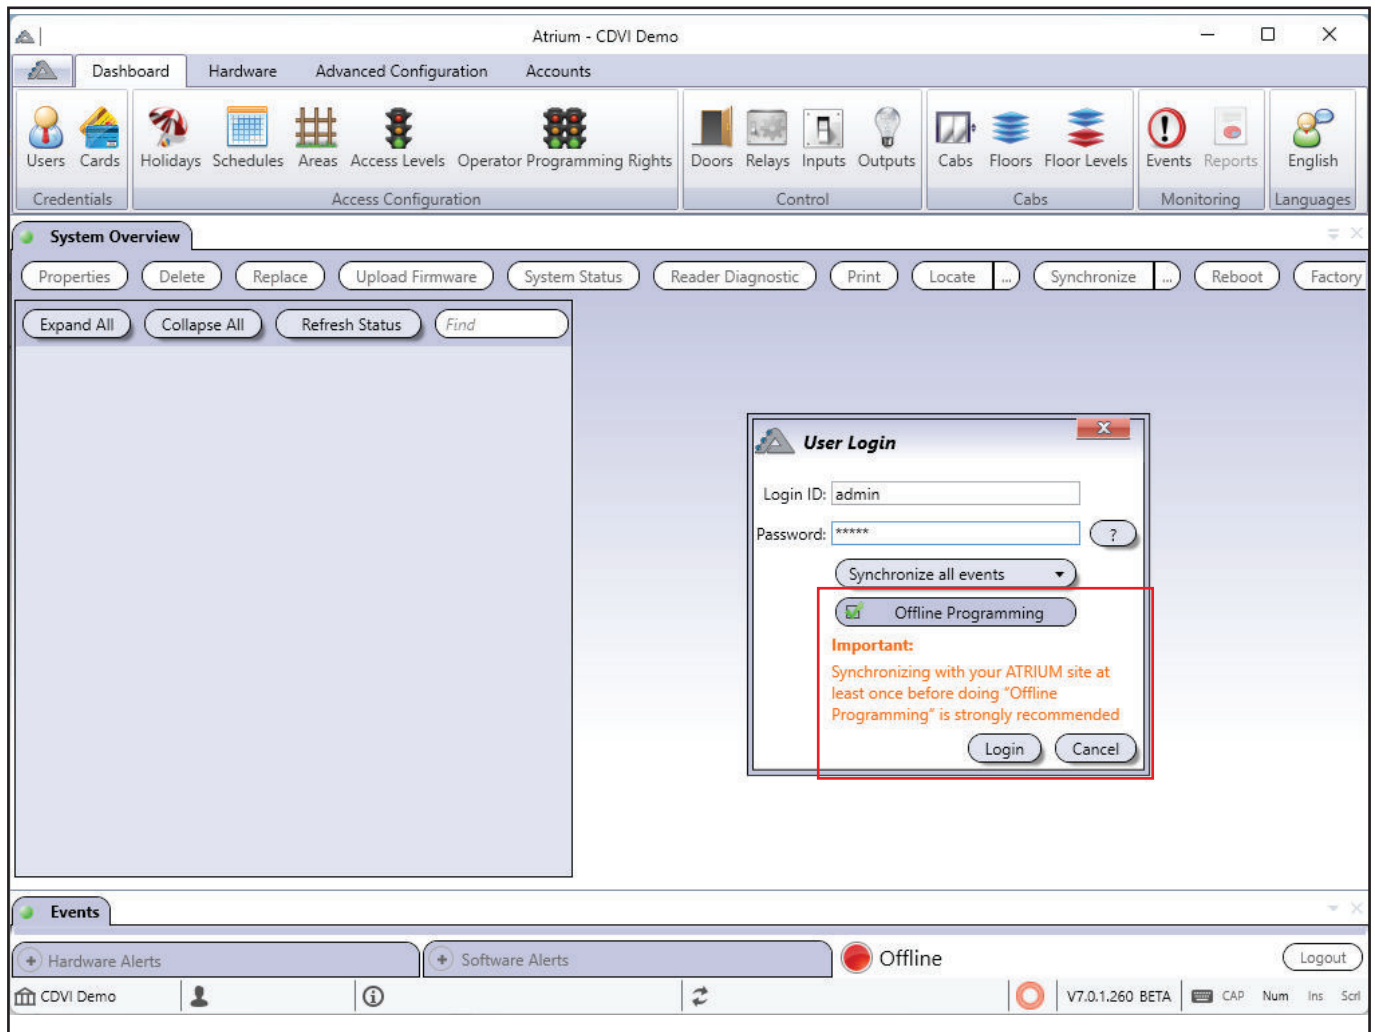 Atrium - CDVI Demo
Dashboard Hardware Advanced Configuration Accounts
Users Cards Holidays Schedules Areas Access Levels Operator Programming Rights Doors Relays Inputs Outputs Cabs Floors Floor Levels Events Reports English
Credentials Access Configuration Control Cabs Monitoring Languages
System Overview
Properties Delete Replace Upload Firmware System Status Reader Diagnostic Print Locate ... Synchronize ... Reboot Factory
Expand All Collapse All Refresh Status Find
User Login
X
Login ID: admin
Password: ***** ?
Synchronize all events
Offline Programming
Important:
Synchronizing with your ATRIUM site at
least once before doing "Offline
Programming" is strongly recommended
Login Cancel
Events
Hardware Alerts Software Alerts Offline Logout
CDVI Demo V7.0.1.260 BETA CAP Num Ins Scrl